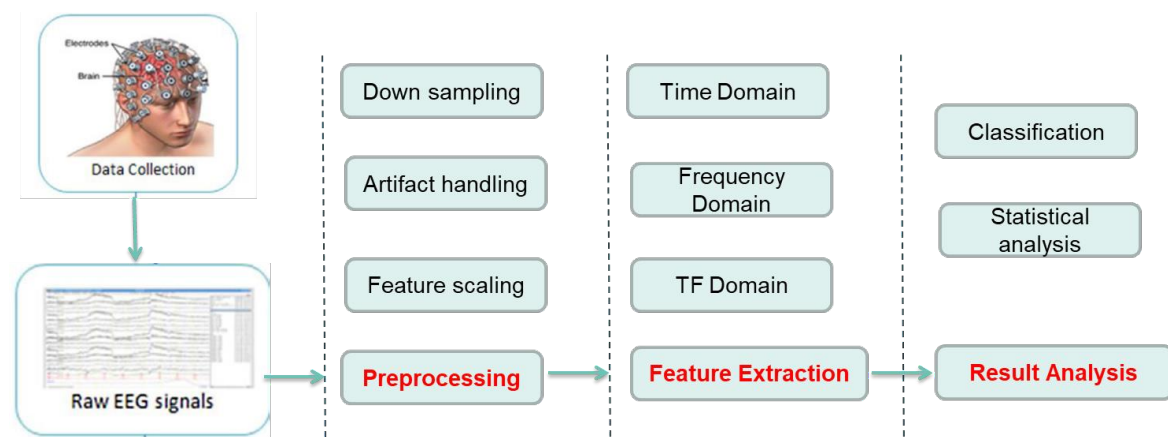 Electrodes
Brain
Data Collection
Raw EEG signals
Down sampling
Artifact handling
Feature scaling
Preprocessing
Time Domain
Frequency
Domain
TF Domain
Feature Extraction
Classification
Statistical
analysis
Result Analysis